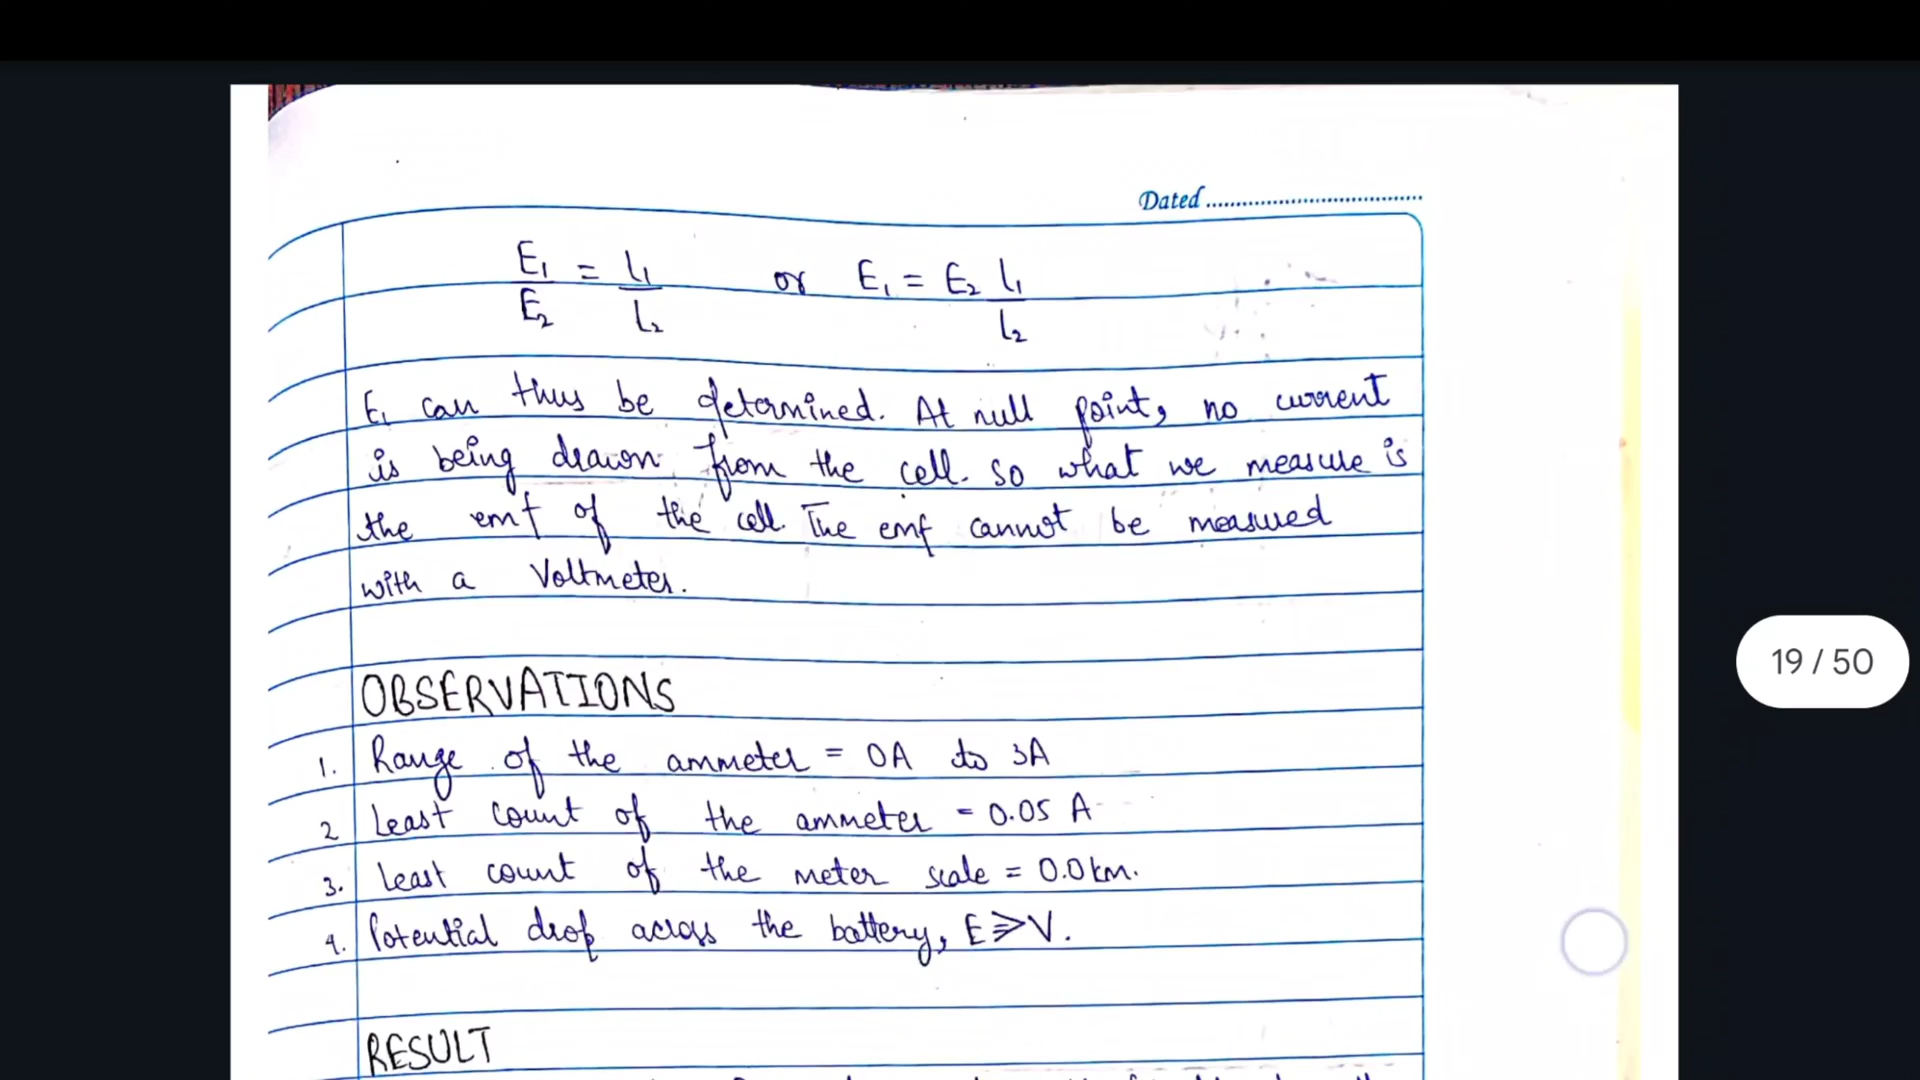 Dated
E₁/E₂ = l₁/l₂ or E₁ = E₂ l₁/l₂
E₁ can thus be determined. At null point, no current
is being drawn from the cell. So what we measure is
the emf of the cell. The emf cannot be measured
with a Voltmeter.
OBSERVATIONS
1. Range of the ammeter = 0A to 3A
2 Least count of the ammeter = 0.05 A
3. Least count of the meter scale = 0.0km.
4. Potential drop across the battery, E ⩾ V.
RESULT
19 / 50